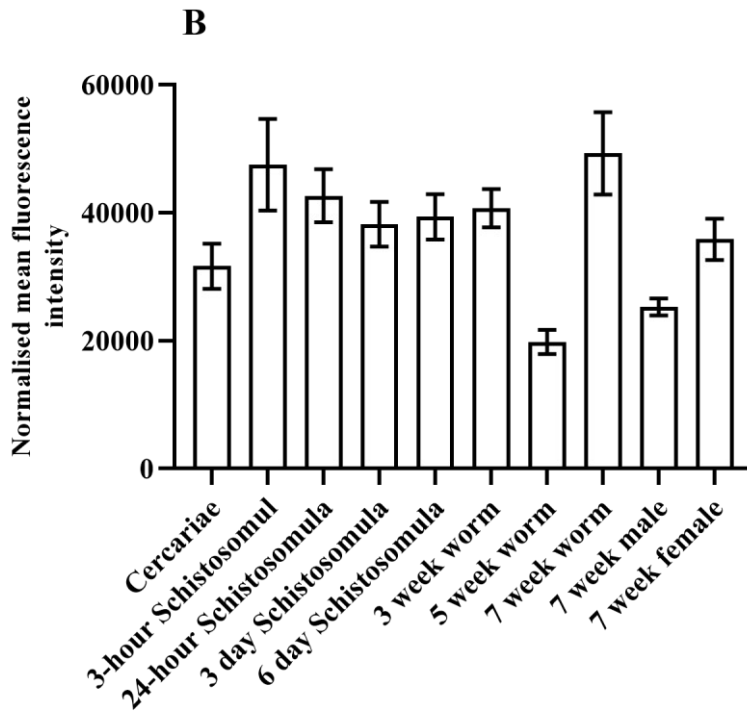 B
Normalised mean fluorescence
intensity
60000
40000
20000
0
Cercariae
3-hour Schistosomul
24-hour Schistosomula
3 day Schistosomula
6 day Schistosomula
3 week worm
5 week worm
7 week worm
7 week male
7 week female